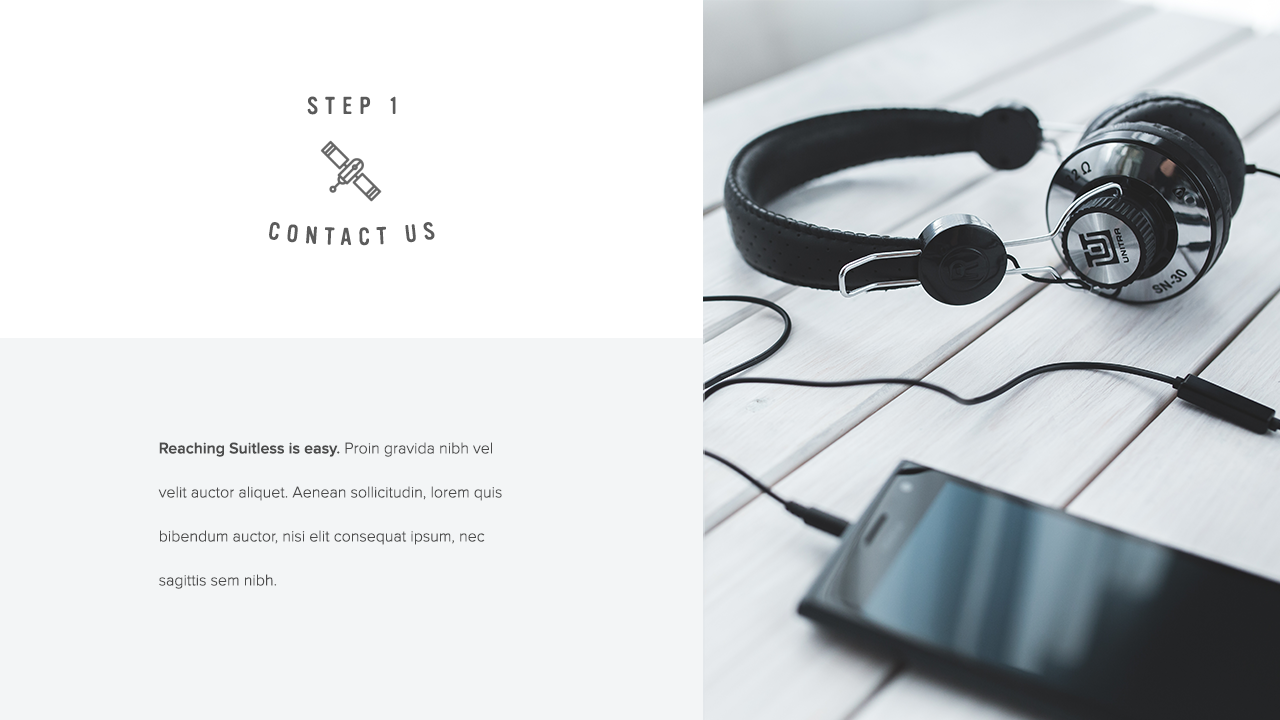 STEP 1
CONTACT US
Reaching Suitless is easy. Proin gravida nibh vel
velit auctor aliquet. Aenean sollicitudin, lorem quis
bibendum auctor, nisi elit consequat ipsum, nec
sagittis sem nibh.
2 Ω
UNITRA
SN-30